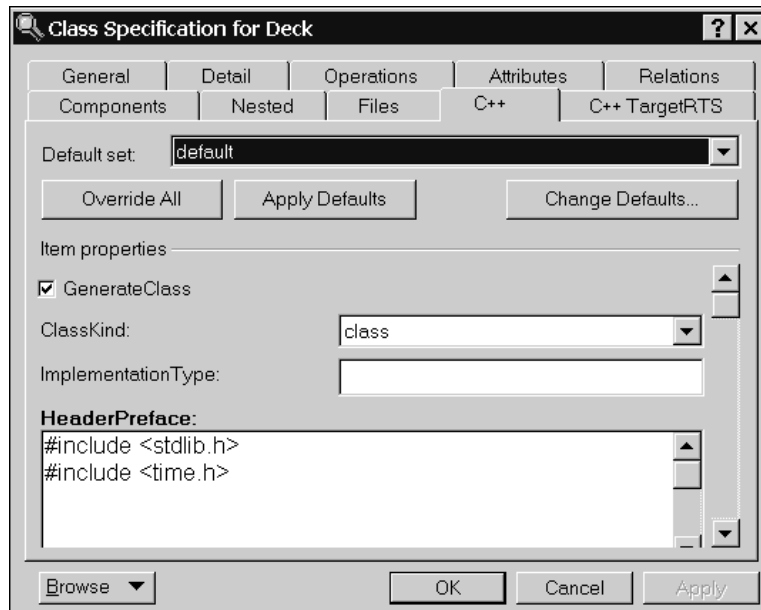 Class Specification for Deck
General Detail Operations Attributes Relations
Components Nested Files C++ C++ TargetRTS
Default set: default
Override All Apply Defaults Change Defaults...
Item properties
GenerateClass
ClassKind: class
ImplementationType:
HeaderPreface:
#include <stdlib.h>
#include <time.h>
Browse OK Cancel Apply